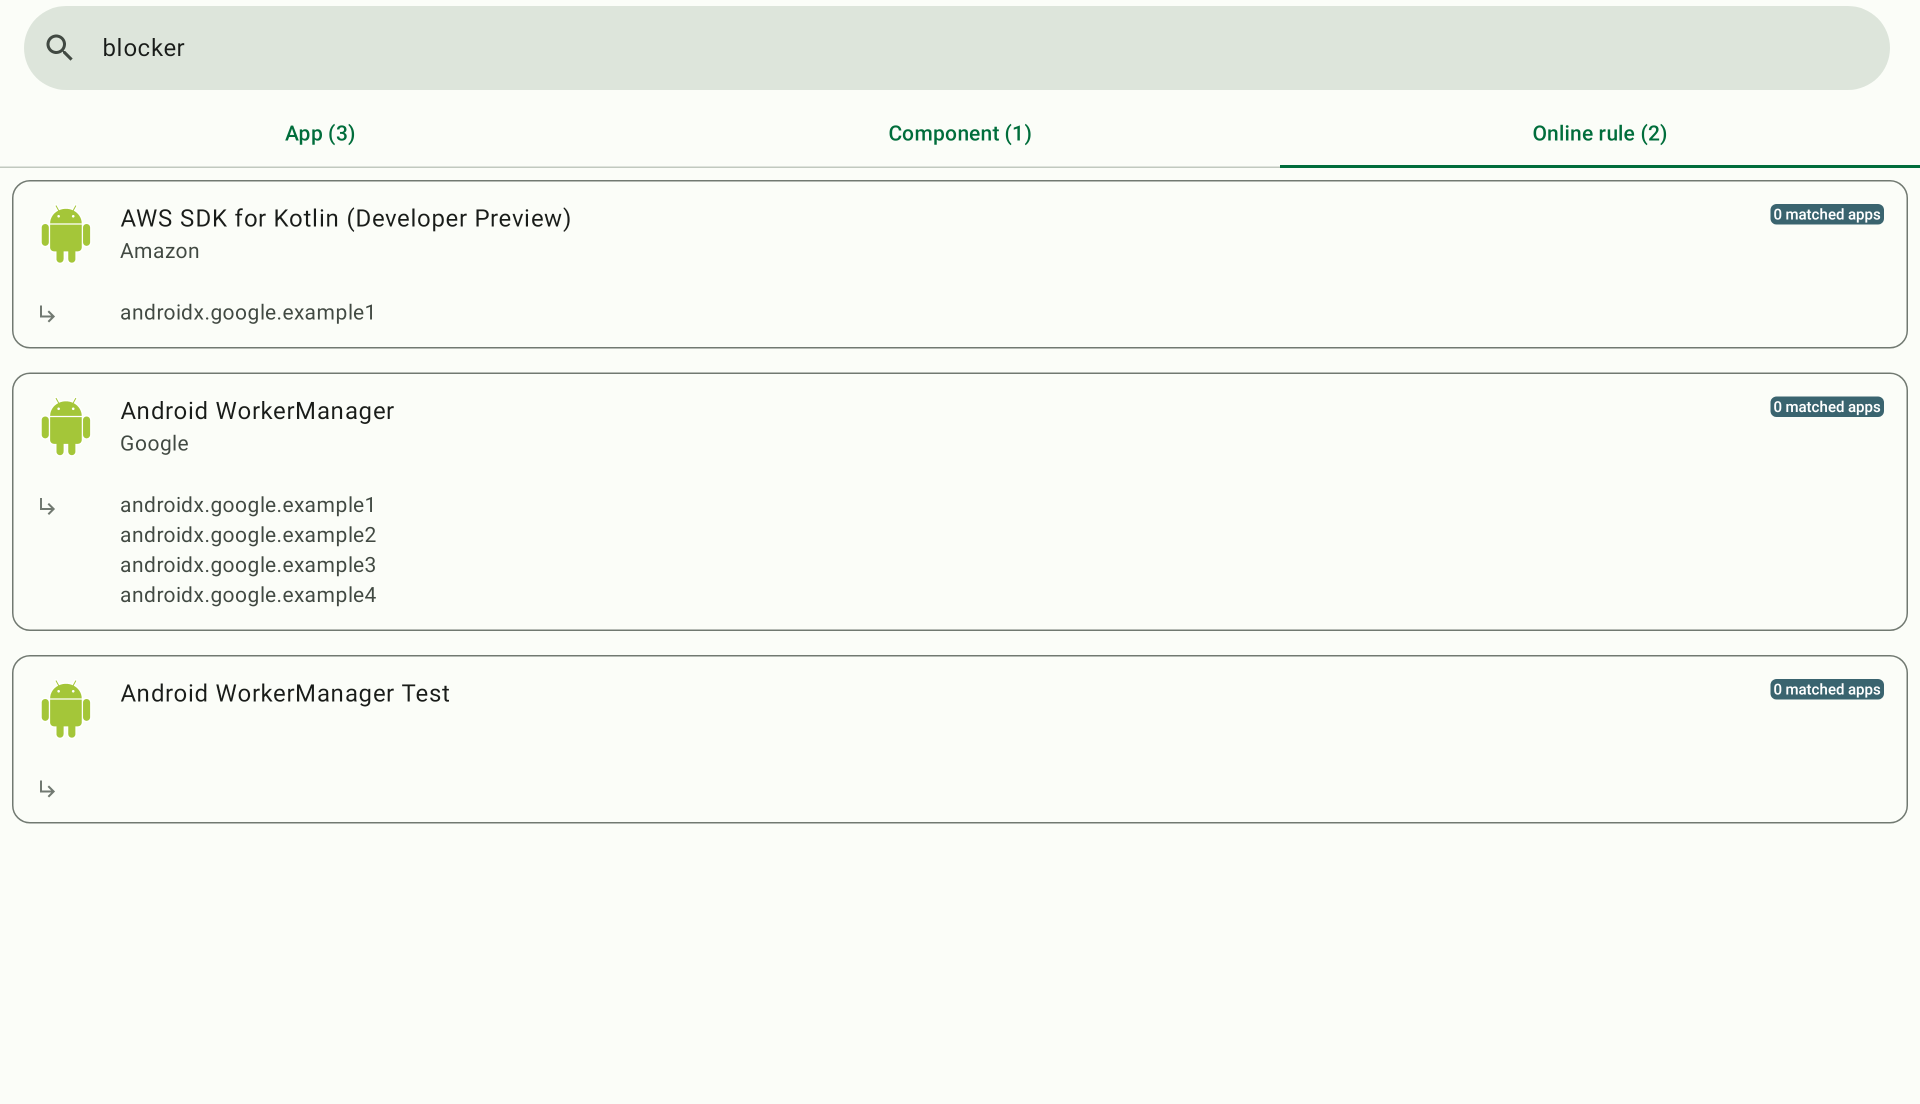 blocker
App (3)
Component (1)
Online rule (2)
AWS SDK for Kotlin (Developer Preview)
0 matched apps
Amazon
androidx.google.example1
Android WorkerManager
0 matched apps
Google
androidx.google.example1
androidx.google.example2
androidx.google.example3
androidx.google.example4
Android WorkerManager Test
0 matched apps